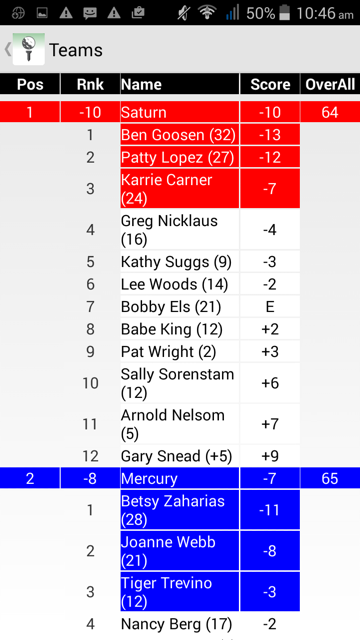 50% 10:46 am
Teams
Pos Rnk Name Score OverAll
1 -10 Saturn -10 64
1 Ben Goosen (32) -13
2 Patty Lopez (27) -12
3 Karrie Carner (24) -7
4 Greg Nicklaus (16) -4
5 Kathy Suggs (9) -3
6 Lee Woods (14) -2
7 Bobby Els (21) E
8 Babe King (12) +2
9 Pat Wright (2) +3
10 Sally Sorenstam (12) +6
11 Arnold Nelsom (5) +7
12 Gary Snead (+5) +9
2 -8 Mercury -7 65
1 Betsy Zaharias (28) -11
2 Joanne Webb (21) -8
3 Tiger Trevino (12) -3
4 Nancy Berg (17) -2